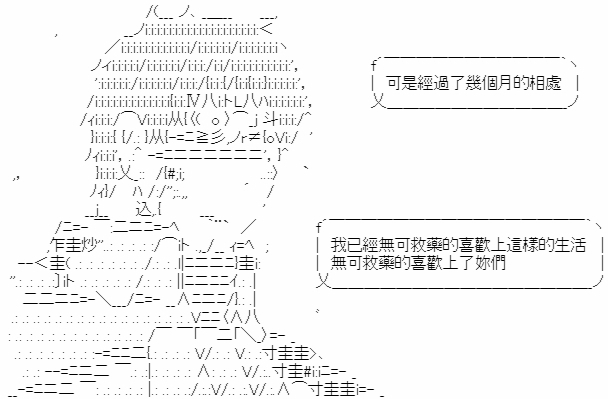 可是經過了幾個月的相處
我已經無可救藥的喜歡上這樣的生活
無可救藥的喜歡上了妳們